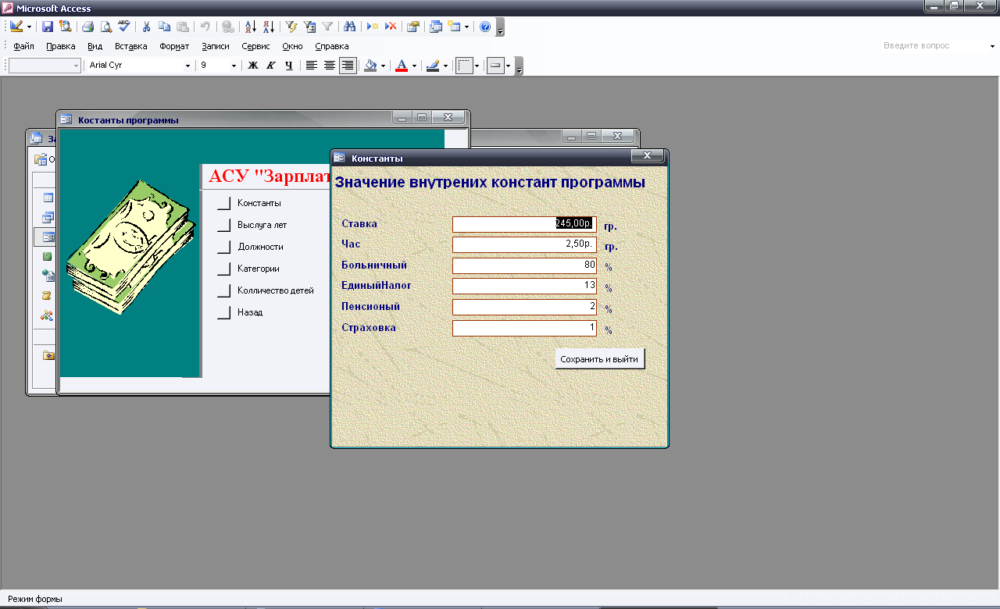 Microsoft Access
Файл Правка Вид Вставка Формат Записи Сервис Окно Справка
Введите вопрос
Arial Cyr 9 Ж К Ч
Костанты программы
За
О
АСУ "Зарплат
Константы
Выслуга лет
Должности
Категории
Колличество детей
Назад
Константы
Значение внутрених констант программы
Ставка 245,00р. гр.
Час 2,50р. гр.
Больничный 80 %
ЕдиныйНалог 13 %
Пенсионый 2 %
Страховка 1 %
Сохранить и выйти
Режим формы